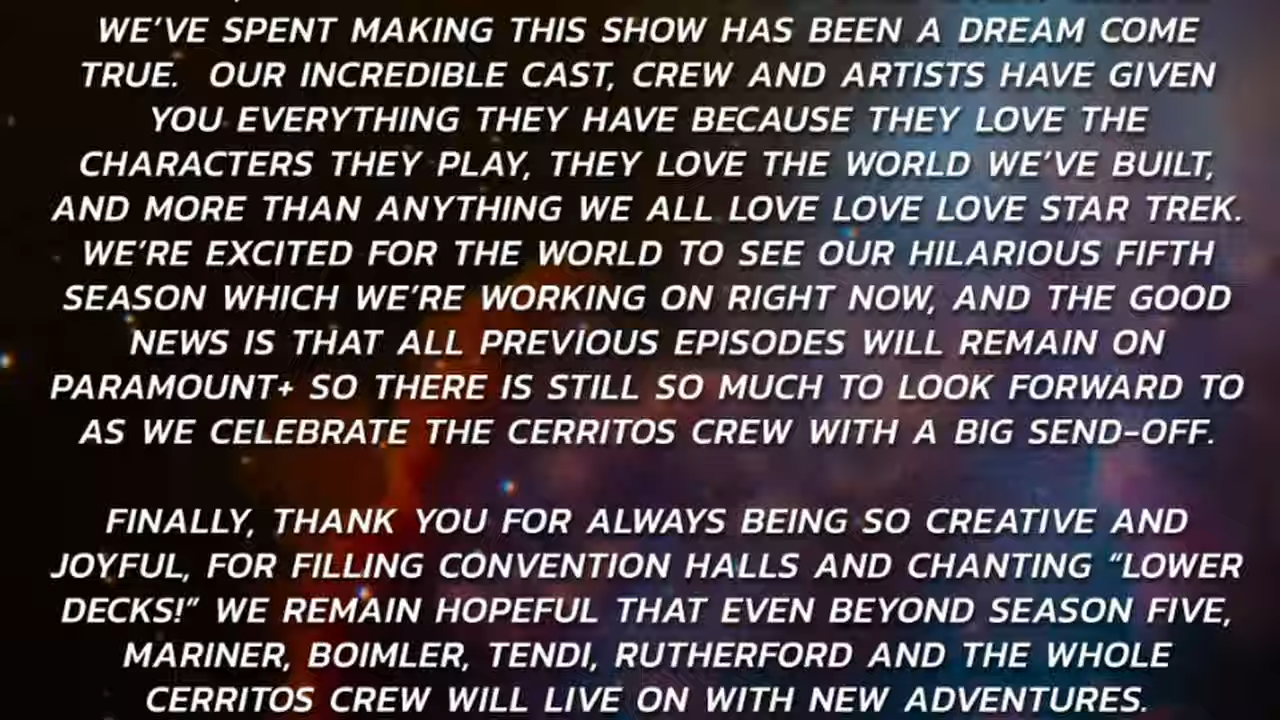 WE'VE SPENT MAKING THIS SHOW HAS BEEN A DREAM COME
TRUE. OUR INCREDIBLE CAST, CREW AND ARTISTS HAVE GIVEN
YOU EVERYTHING THEY HAVE BECAUSE THEY LOVE THE
CHARACTERS THEY PLAY, THEY LOVE THE WORLD WE'VE BUILT,
AND MORE THAN ANYTHING WE ALL LOVE LOVE LOVE STAR TREK.
WE'RE EXCITED FOR THE WORLD TO SEE OUR HILARIOUS FIFTH
SEASON WHICH WE'RE WORKING ON RIGHT NOW, AND THE GOOD
NEWS IS THAT ALL PREVIOUS EPISODES WILL REMAIN ON
PARAMOUNT+ SO THERE IS STILL SO MUCH TO LOOK FORWARD TO
AS WE CELEBRATE THE CERRITOS CREW WITH A BIG SEND-OFF.
FINALLY, THANK YOU FOR ALWAYS BEING SO CREATIVE AND
JOYFUL, FOR FILLING CONVENTION HALLS AND CHANTING “LOWER
DECKS!” WE REMAIN HOPEFUL THAT EVEN BEYOND SEASON FIVE,
MARINER, BOIMLER, TENDI, RUTHERFORD AND THE WHOLE
CERRITOS CREW WILL LIVE ON WITH NEW ADVENTURES.